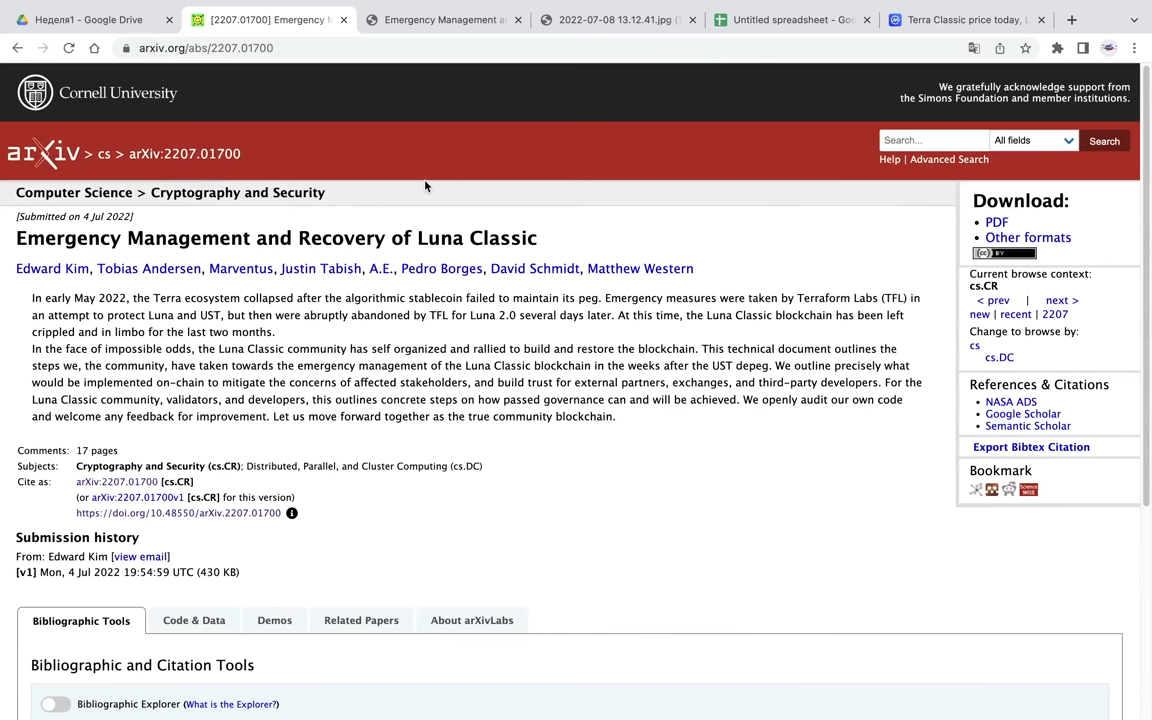 Неделя1 - Google Drive
[2207.01700] Emergency M
Emergency Management a
2022-07-08 13.12.41.jpg (
Untitled spreadsheet - Goo
Terra Classic price today, L
arxiv.org/abs/2207.01700
Cornell University
We gratefully acknowledge support from
the Simons Foundation and member institutions.
arXiv > cs > arXiv:2207.01700
Search...
All fields
Search
Help | Advanced Search
Computer Science > Cryptography and Security
[Submitted on 4 Jul 2022]
Emergency Management and Recovery of Luna Classic
Edward Kim, Tobias Andersen, Marventus, Justin Tabish, A.E., Pedro Borges, David Schmidt, Matthew Western
In early May 2022, the Terra ecosystem collapsed after the algorithmic stablecoin failed to maintain its peg. Emergency measures were taken by Terraform Labs (TFL) in
an attempt to protect Luna and UST, but then were abruptly abandoned by TFL for Luna 2.0 several days later. At this time, the Luna Classic blockchain has been left
crippled and in limbo for the last two months.
In the face of impossible odds, the Luna Classic community has self organized and rallied to build and restore the blockchain. This technical document outlines the
steps we, the community, have taken towards the emergency management of the Luna Classic blockchain in the weeks after the UST depeg. We outline precisely what
would be implemented on-chain to mitigate the concerns of affected stakeholders, and build trust for external partners, exchanges, and third-party developers. For the
Luna Classic community, validators, and developers, this outlines concrete steps on how passed governance can and will be achieved. We openly audit our own code
and welcome any feedback for improvement. Let us move forward together as the true community blockchain.
Comments: 17 pages
Subjects: Cryptography and Security (cs.CR); Distributed, Parallel, and Cluster Computing (cs.DC)
Cite as: arXiv:2207.01700 [cs.CR]
(or arXiv:2207.01700v1 [cs.CR] for this version)
https://doi.org/10.48550/arXiv.2207.01700
Submission history
From: Edward Kim [view email]
[v1] Mon, 4 Jul 2022 19:54:59 UTC (430 KB)
Download:
• PDF
• Other formats
(cc) BY
Current browse context:
cs.CR
< prev | next >
new | recent | 2207
Change to browse by:
cs
cs.DC
References & Citations
• NASA ADS
• Google Scholar
• Semantic Scholar
Export Bibtex Citation
Bookmark
Bibliographic Tools
Code & Data
Demos
Related Papers
About arXivLabs
Bibliographic and Citation Tools
Bibliographic Explorer (What is the Explorer?)